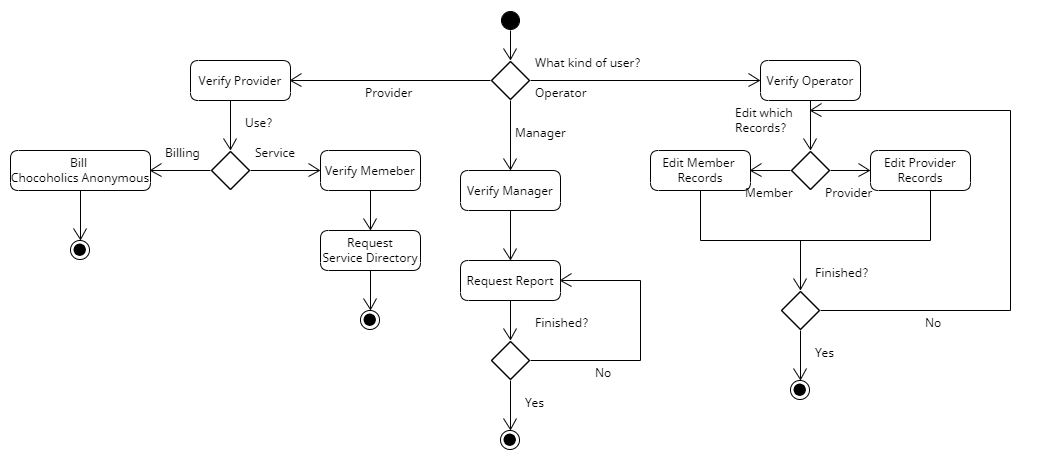 What kind of user?
Verify Provider
Verify Operator
Provider
Operator
Edit which
Records?
Use?
Manager
Billing
Service
Bill
Chocoholics Anonymous
Verify Memeber
Edit Member
Records
Edit Provider
Records
Verify Manager
Member
Provider
Request
Service Directory
Request Report
Finished?
Finished?
No
Yes
No
Yes